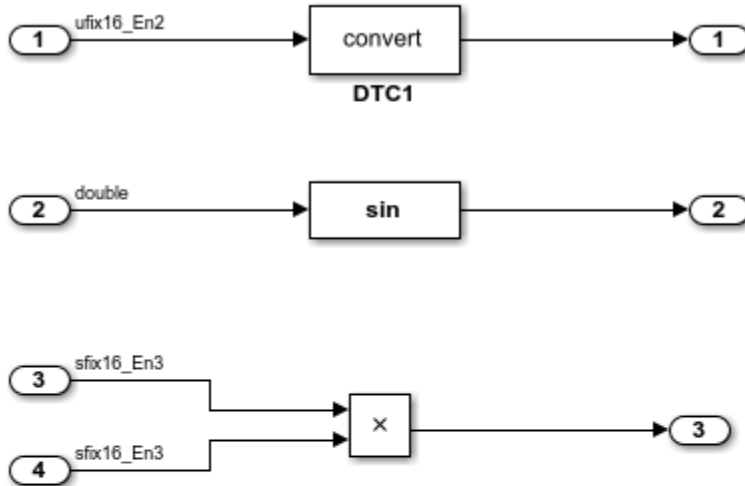 ufix16_En2
1
convert
1
DTC1
double
2
sin
2
sfix16_En3
3
×
3
sfix16_En3
4